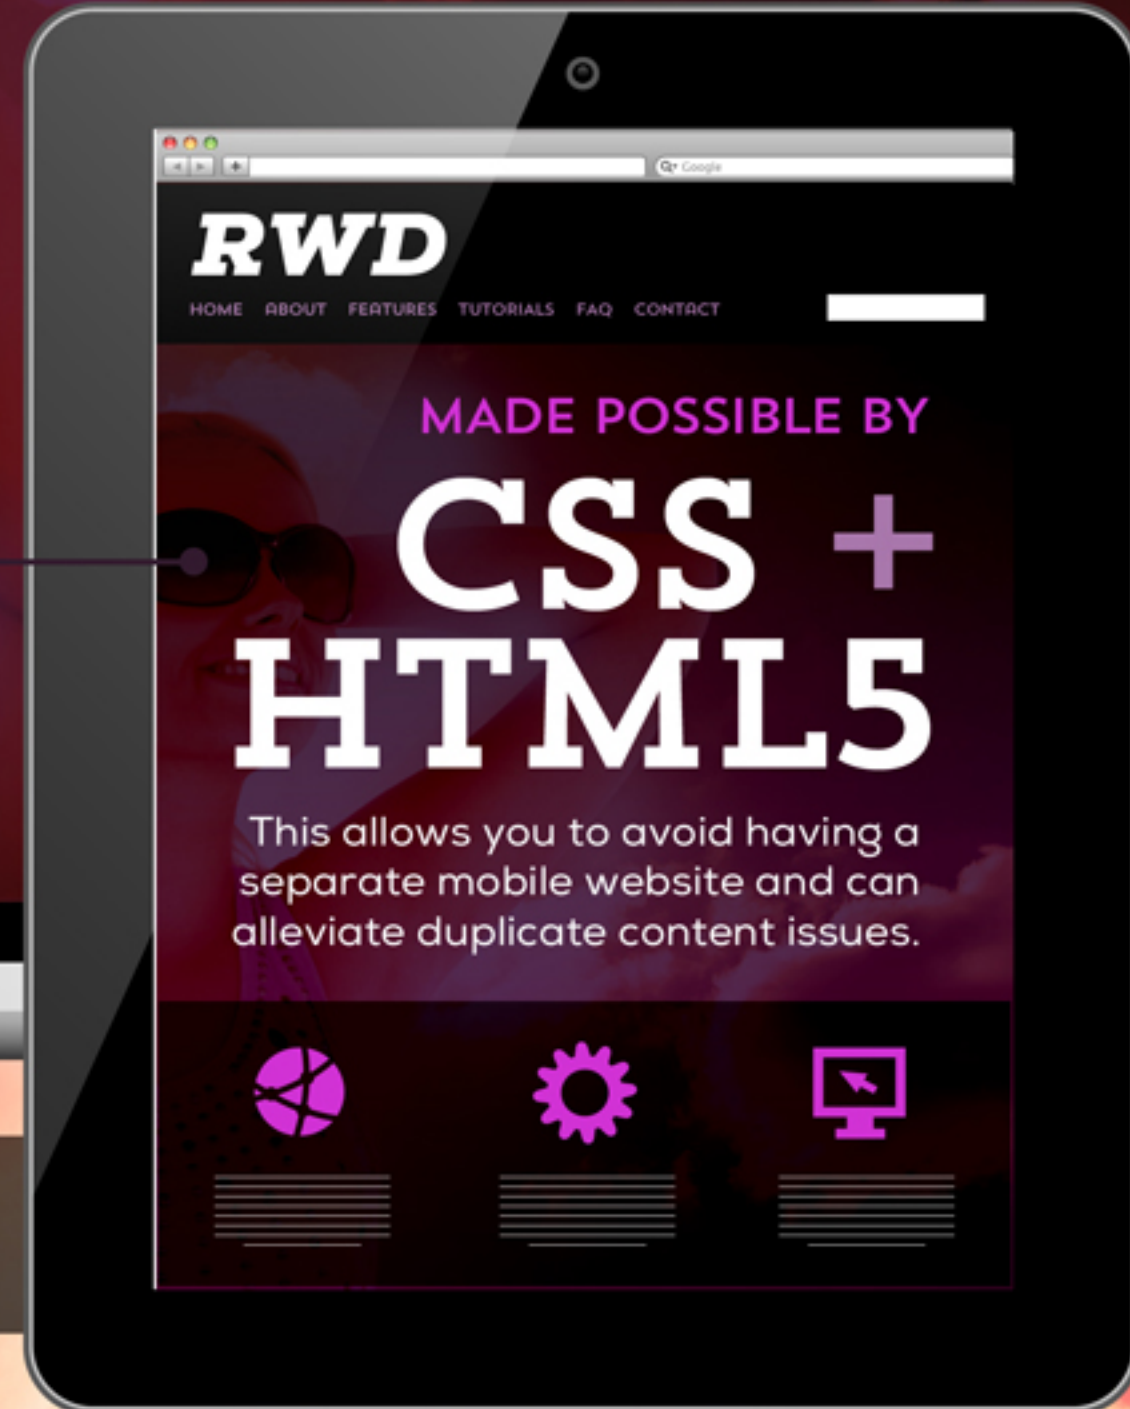 Google
RWD
HOME ABOUT FEATURES TUTORIALS FAQ CONTACT
MADE POSSIBLE BY
CSS +
HTML5
This allows you to avoid having a
separate mobile website and can
alleviate duplicate content issues.